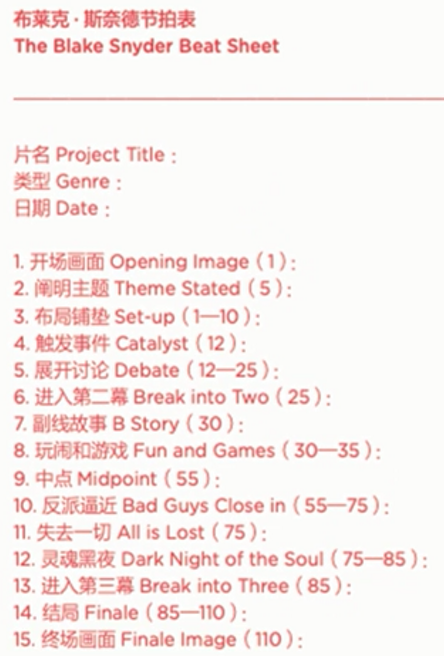 布莱克·斯奈德节拍表
The Blake Snyder Beat Sheet
片名 Project Title：
类型 Genre：
日期 Date：
1. 开场画面 Opening Image（1）：
2. 阐明主题 Theme Stated（5）：
3. 布局铺垫 Set-up（1—10）：
4. 触发事件 Catalyst（12）：
5. 展开讨论 Debate（12—25）：
6. 进入第二幕 Break into Two（25）：
7. 副线故事 B Story（30）：
8. 玩闹和游戏 Fun and Games（30—35）：
9. 中点 Midpoint（55）：
10. 反派逼近 Bad Guys Close in（55—75）：
11. 失去一切 All is Lost（75）：
12. 灵魂黑夜 Dark Night of the Soul（75—85）：
13. 进入第三幕 Break into Three（85）：
14. 结局 Finale（85—110）：
15. 终场画面 Finale Image（110）：